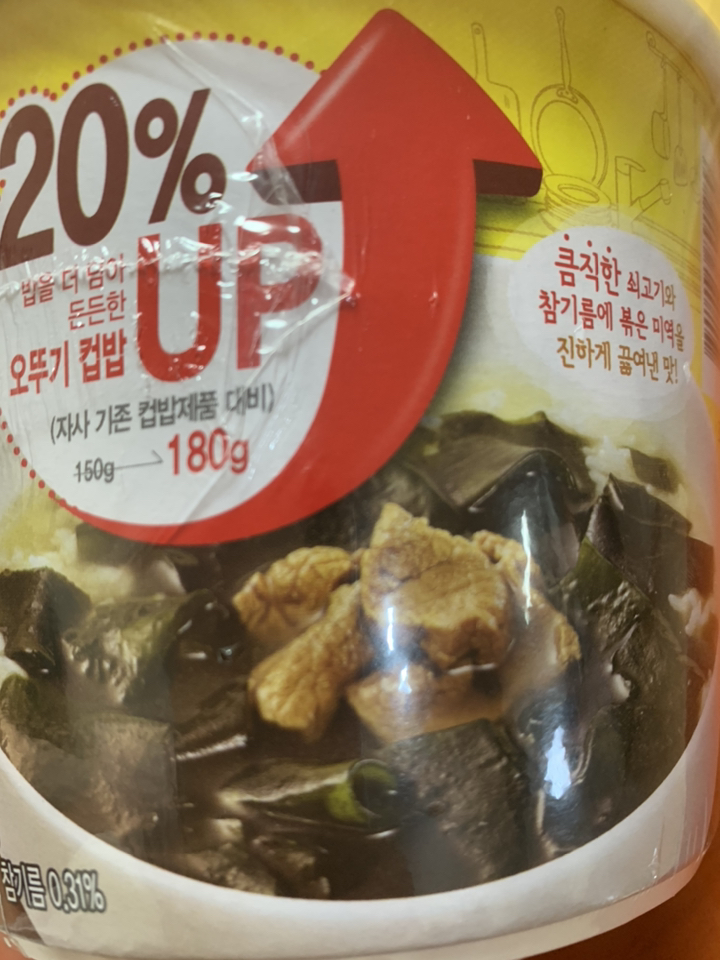 20%
UP
밥을 더 담아
든든한
오뚜기 컵밥
(자사 기존 컵밥제품 대비)
150g → 180g
큼직한 쇠고기와
참기름에 볶은 미역을
진하게 끓여낸 맛!
참기름 0.31%